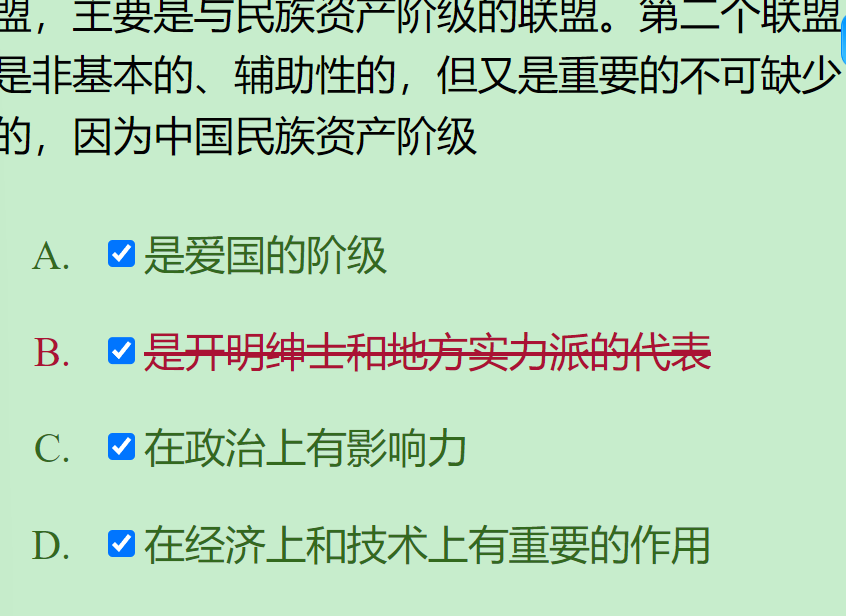 盟，主要是与民族资产阶级的联盟。第二个联盟
是非基本的、辅助性的，但又是重要的不可缺少
的，因为中国民族资产阶级
A. 是爱国的阶级
B. 是开明绅士和地方实力派的代表
C. 在政治上有影响力
D. 在经济上和技术上有重要的作用